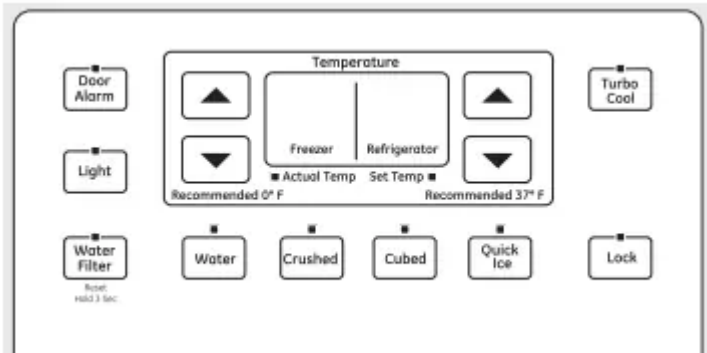 Temperature
Door
Alarm
Turbo
Cool
Freezer
Refrigerator
Actual Temp
Set Temp
Light
Recommended 0° F
Recommended 37° F
Water
Filter
Water
Crushed
Cubed
Quick
Ice
Lock
Reset
Hold 3 Sec